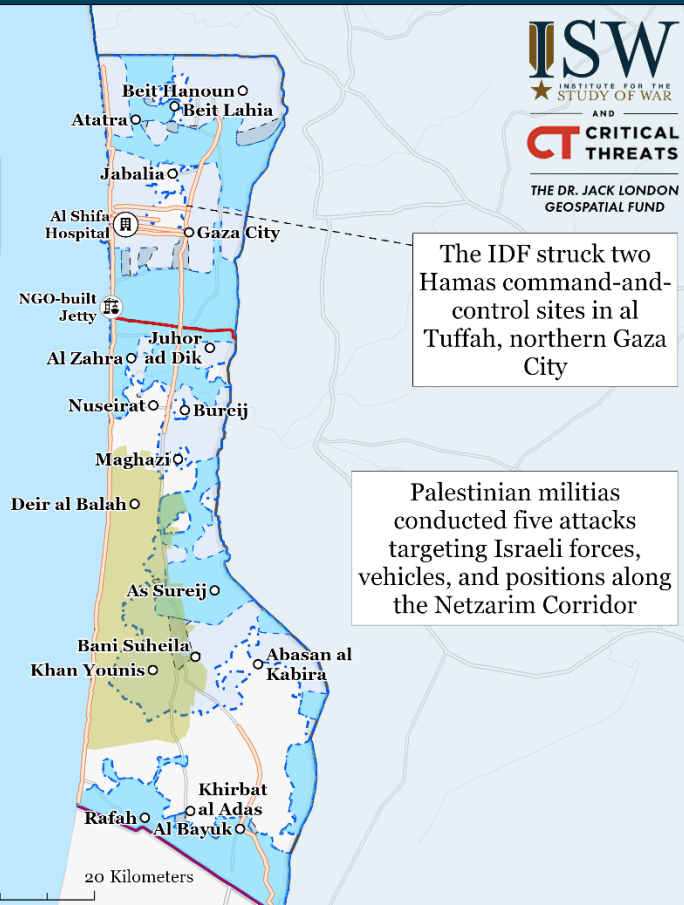 ISW
INSTITUTE FOR THE
STUDY OF WAR
AND
CT CRITICAL
THREATS
THE DR. JACK LONDON
GEOSPATIAL FUND
Beit Hanoun
Beit Lahia
Atatra
Jabalia
Al Shifa
Hospital
Gaza City
The IDF struck two
Hamas command-and-
control sites in al
Tuffah, northern Gaza
City
NGO-built
Jetty
Juhor
ad Dik
Al Zahra
Nuseirat
Bureij
Maghazi
Deir al Balah
Palestinian militias
conducted five attacks
targeting Israeli forces,
vehicles, and positions along
the Netzarim Corridor
As Sureij
Bani Suheila
Abasan al
Kabira
Khan Younis
Khirbat
al Adas
Rafah
Al Bayuk
20 Kilometers